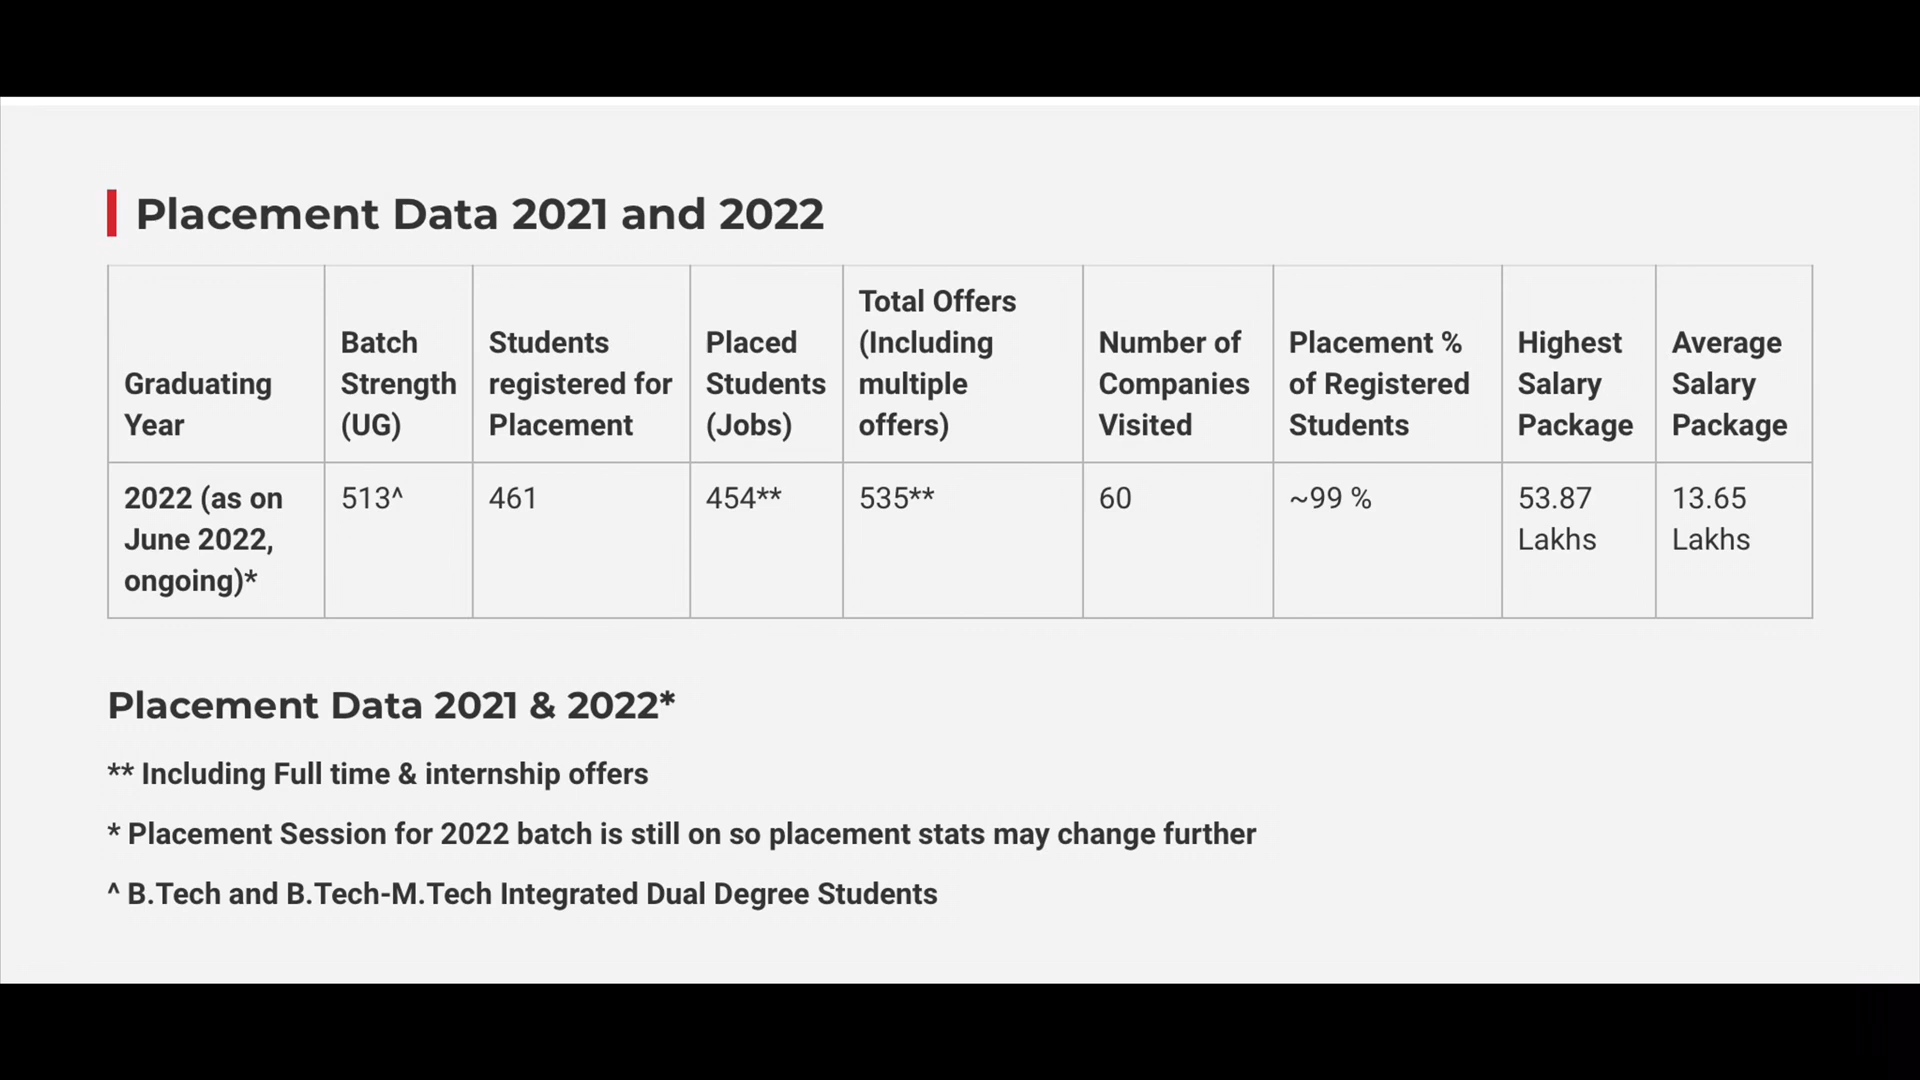 Placement Data 2021 and 2022
Graduating Year | Batch Strength (UG) | Students registered for Placement | Placed Students (Jobs) | Total Offers (Including multiple offers) | Number of Companies Visited | Placement % of Registered Students | Highest Salary Package | Average Salary Package
2022 (as on June 2022, ongoing)* | 513^ | 461 | 454** | 535** | 60 | ~99 % | 53.87 Lakhs | 13.65 Lakhs
Placement Data 2021 & 2022*
** Including Full time & internship offers
* Placement Session for 2022 batch is still on so placement stats may change further
^ B.Tech and B.Tech-M.Tech Integrated Dual Degree Students